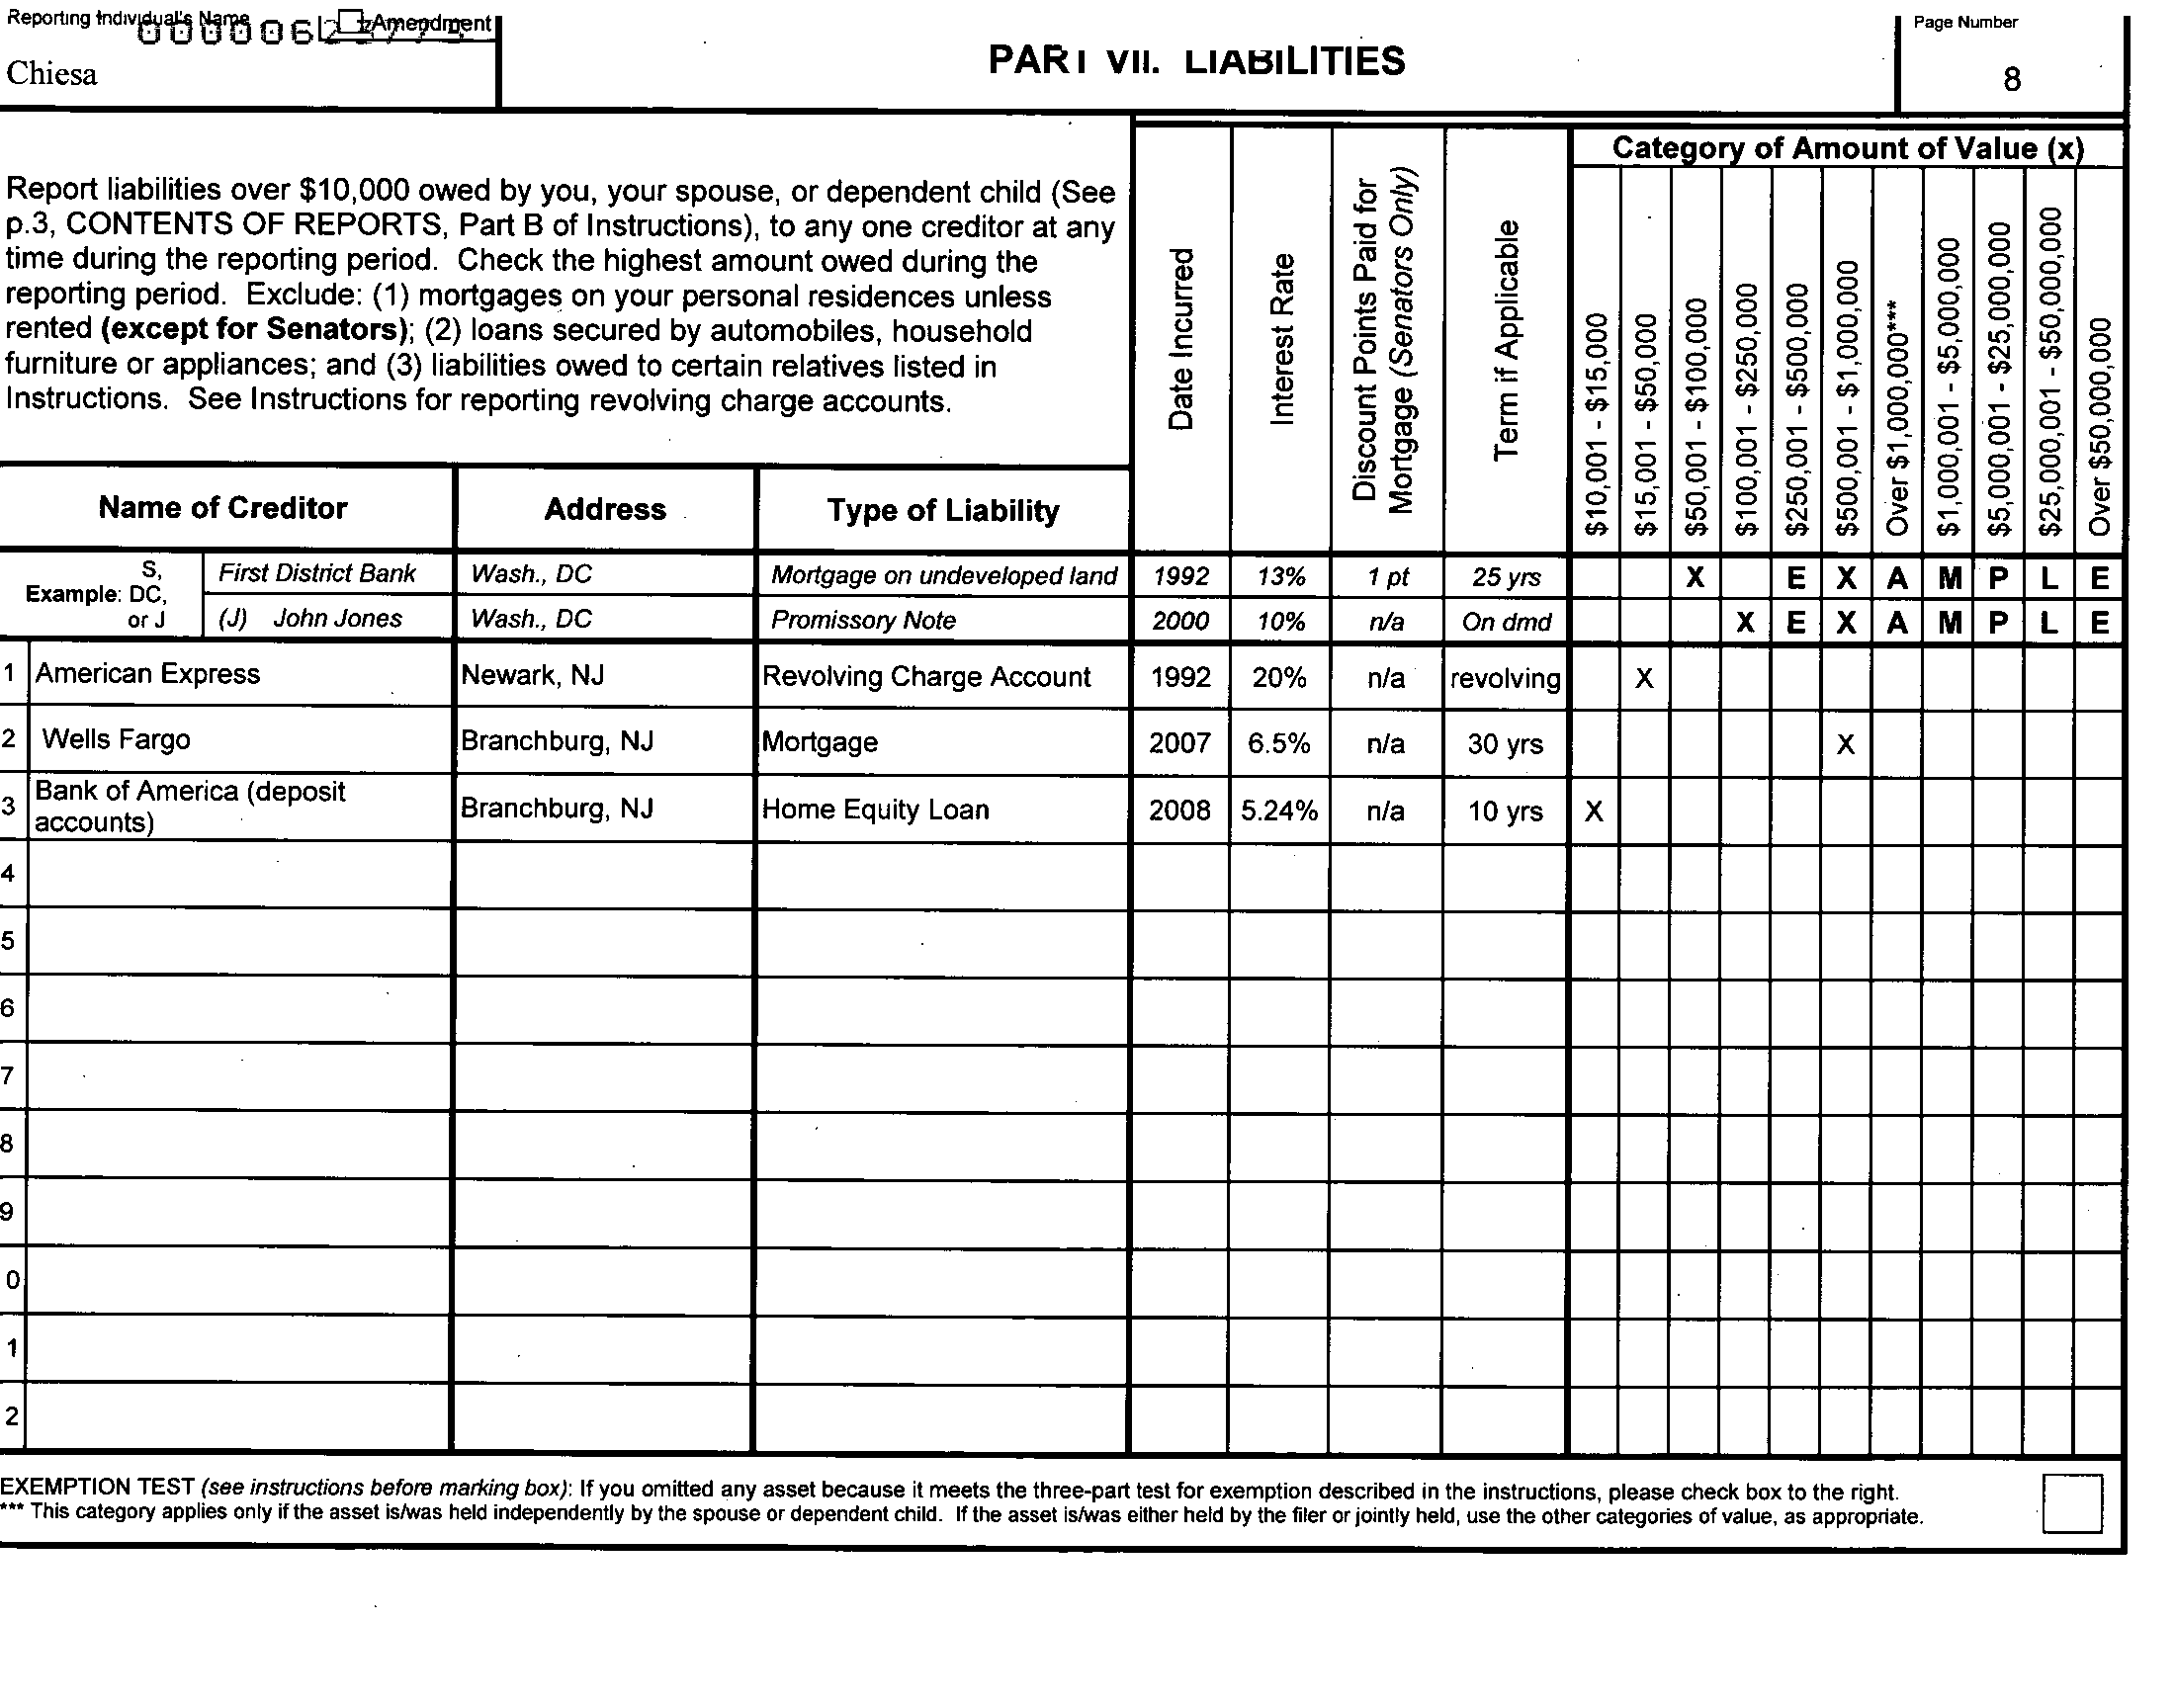 Reporting Individual's Name
Amendment
Chiesa
PART VII. LIABILITIES
Page Number
8
Report liabilities over $10,000 owed by you, your spouse, or dependent child (See
p.3, CONTENTS OF REPORTS, Part B of Instructions), to any one creditor at any
time during the reporting period. Check the highest amount owed during the
reporting period. Exclude: (1) mortgages on your personal residences unless
rented (except for Senators); (2) loans secured by automobiles, household
furniture or appliances; and (3) liabilities owed to certain relatives listed in
Instructions. See Instructions for reporting revolving charge accounts.
Date Incurred
Interest Rate
Discount Points Paid for
Mortgage (Senators Only)
Term if Applicable
Category of Amount of Value (x)
$10,001 - $15,000
$15,001 - $50,000
$50,001 - $100,000
$100,001 - $250,000
$250,001 - $500,000
$500,001 - $1,000,000
Over $1,000,000***
$1,000,001 - $5,000,000
$5,000,001 - $25,000,000
$25,000,001 - $50,000,000
Over $50,000,000
Name of Creditor Address Type of Liability
Example: S,
DC,
or J
First District Bank Wash., DC Mortgage on undeveloped land 1992 13% 1 pt 25 yrs X E X A M P L E
(J) John Jones Wash., DC Promissory Note 2000 10% n/a On dmd X E X A M P L E
1 American Express Newark, NJ Revolving Charge Account 1992 20% n/a revolving X
2 Wells Fargo Branchburg, NJ Mortgage 2007 6.5% n/a 30 yrs X
3 Bank of America (deposit
accounts) Branchburg, NJ Home Equity Loan 2008 5.24% n/a 10 yrs X
4
5
6
7
8
9
0
1
2
EXEMPTION TEST (see instructions before marking box): If you omitted any asset because it meets the three-part test for exemption described in the instructions, please check box to the right.
*** This category applies only if the asset is/was held independently by the spouse or dependent child. If the asset is/was either held by the filer or jointly held, use the other categories of value, as appropriate.